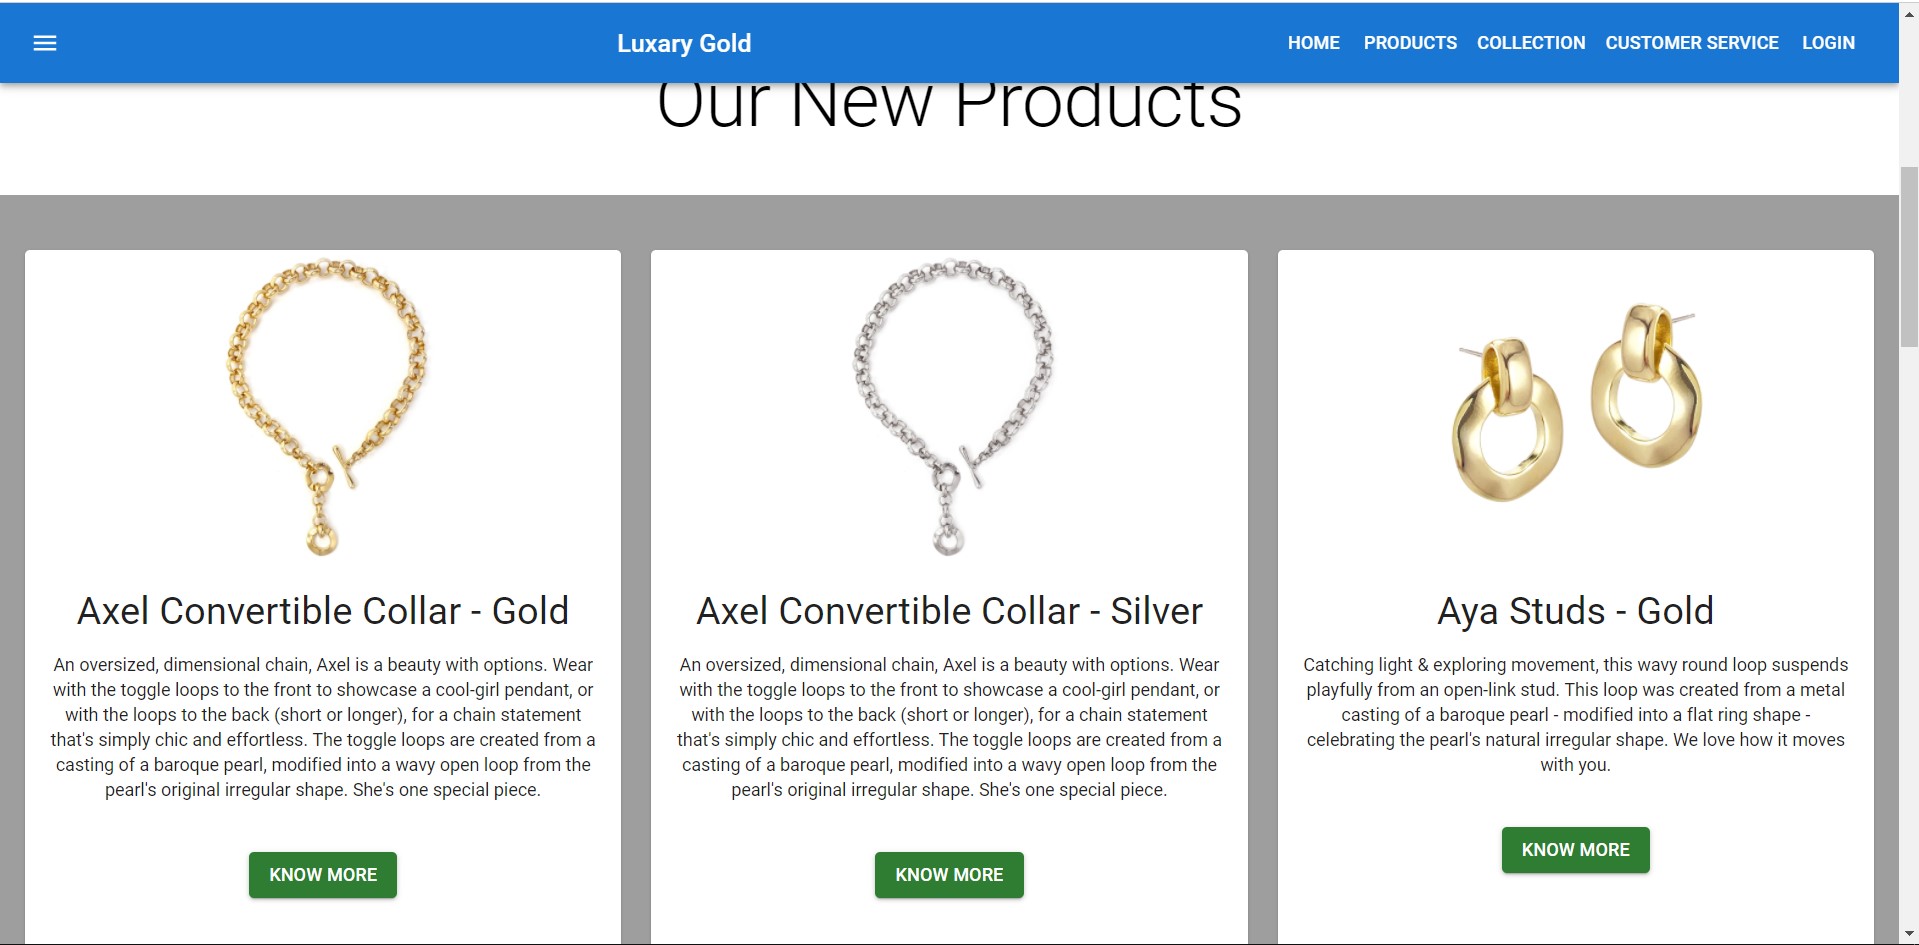 Luxary Gold
HOME PRODUCTS COLLECTION CUSTOMER SERVICE LOGIN
Our New Products
Axel Convertible Collar - Gold
An oversized, dimensional chain, Axel is a beauty with options. Wear
with the toggle loops to the front to showcase a cool-girl pendant, or
with the loops to the back (short or longer), for a chain statement
that's simply chic and effortless. The toggle loops are created from a
casting of a baroque pearl, modified into a wavy open loop from the
pearl's original irregular shape. She's one special piece.
KNOW MORE
Axel Convertible Collar - Silver
An oversized, dimensional chain, Axel is a beauty with options. Wear
with the toggle loops to the front to showcase a cool-girl pendant, or
with the loops to the back (short or longer), for a chain statement
that's simply chic and effortless. The toggle loops are created from a
casting of a baroque pearl, modified into a wavy open loop from the
pearl's original irregular shape. She's one special piece.
KNOW MORE
Aya Studs - Gold
Catching light & exploring movement, this wavy round loop suspends
playfully from an open-link stud. This loop was created from a metal
casting of a baroque pearl - modified into a flat ring shape -
celebrating the pearl's natural irregular shape. We love how it moves
with you.
KNOW MORE